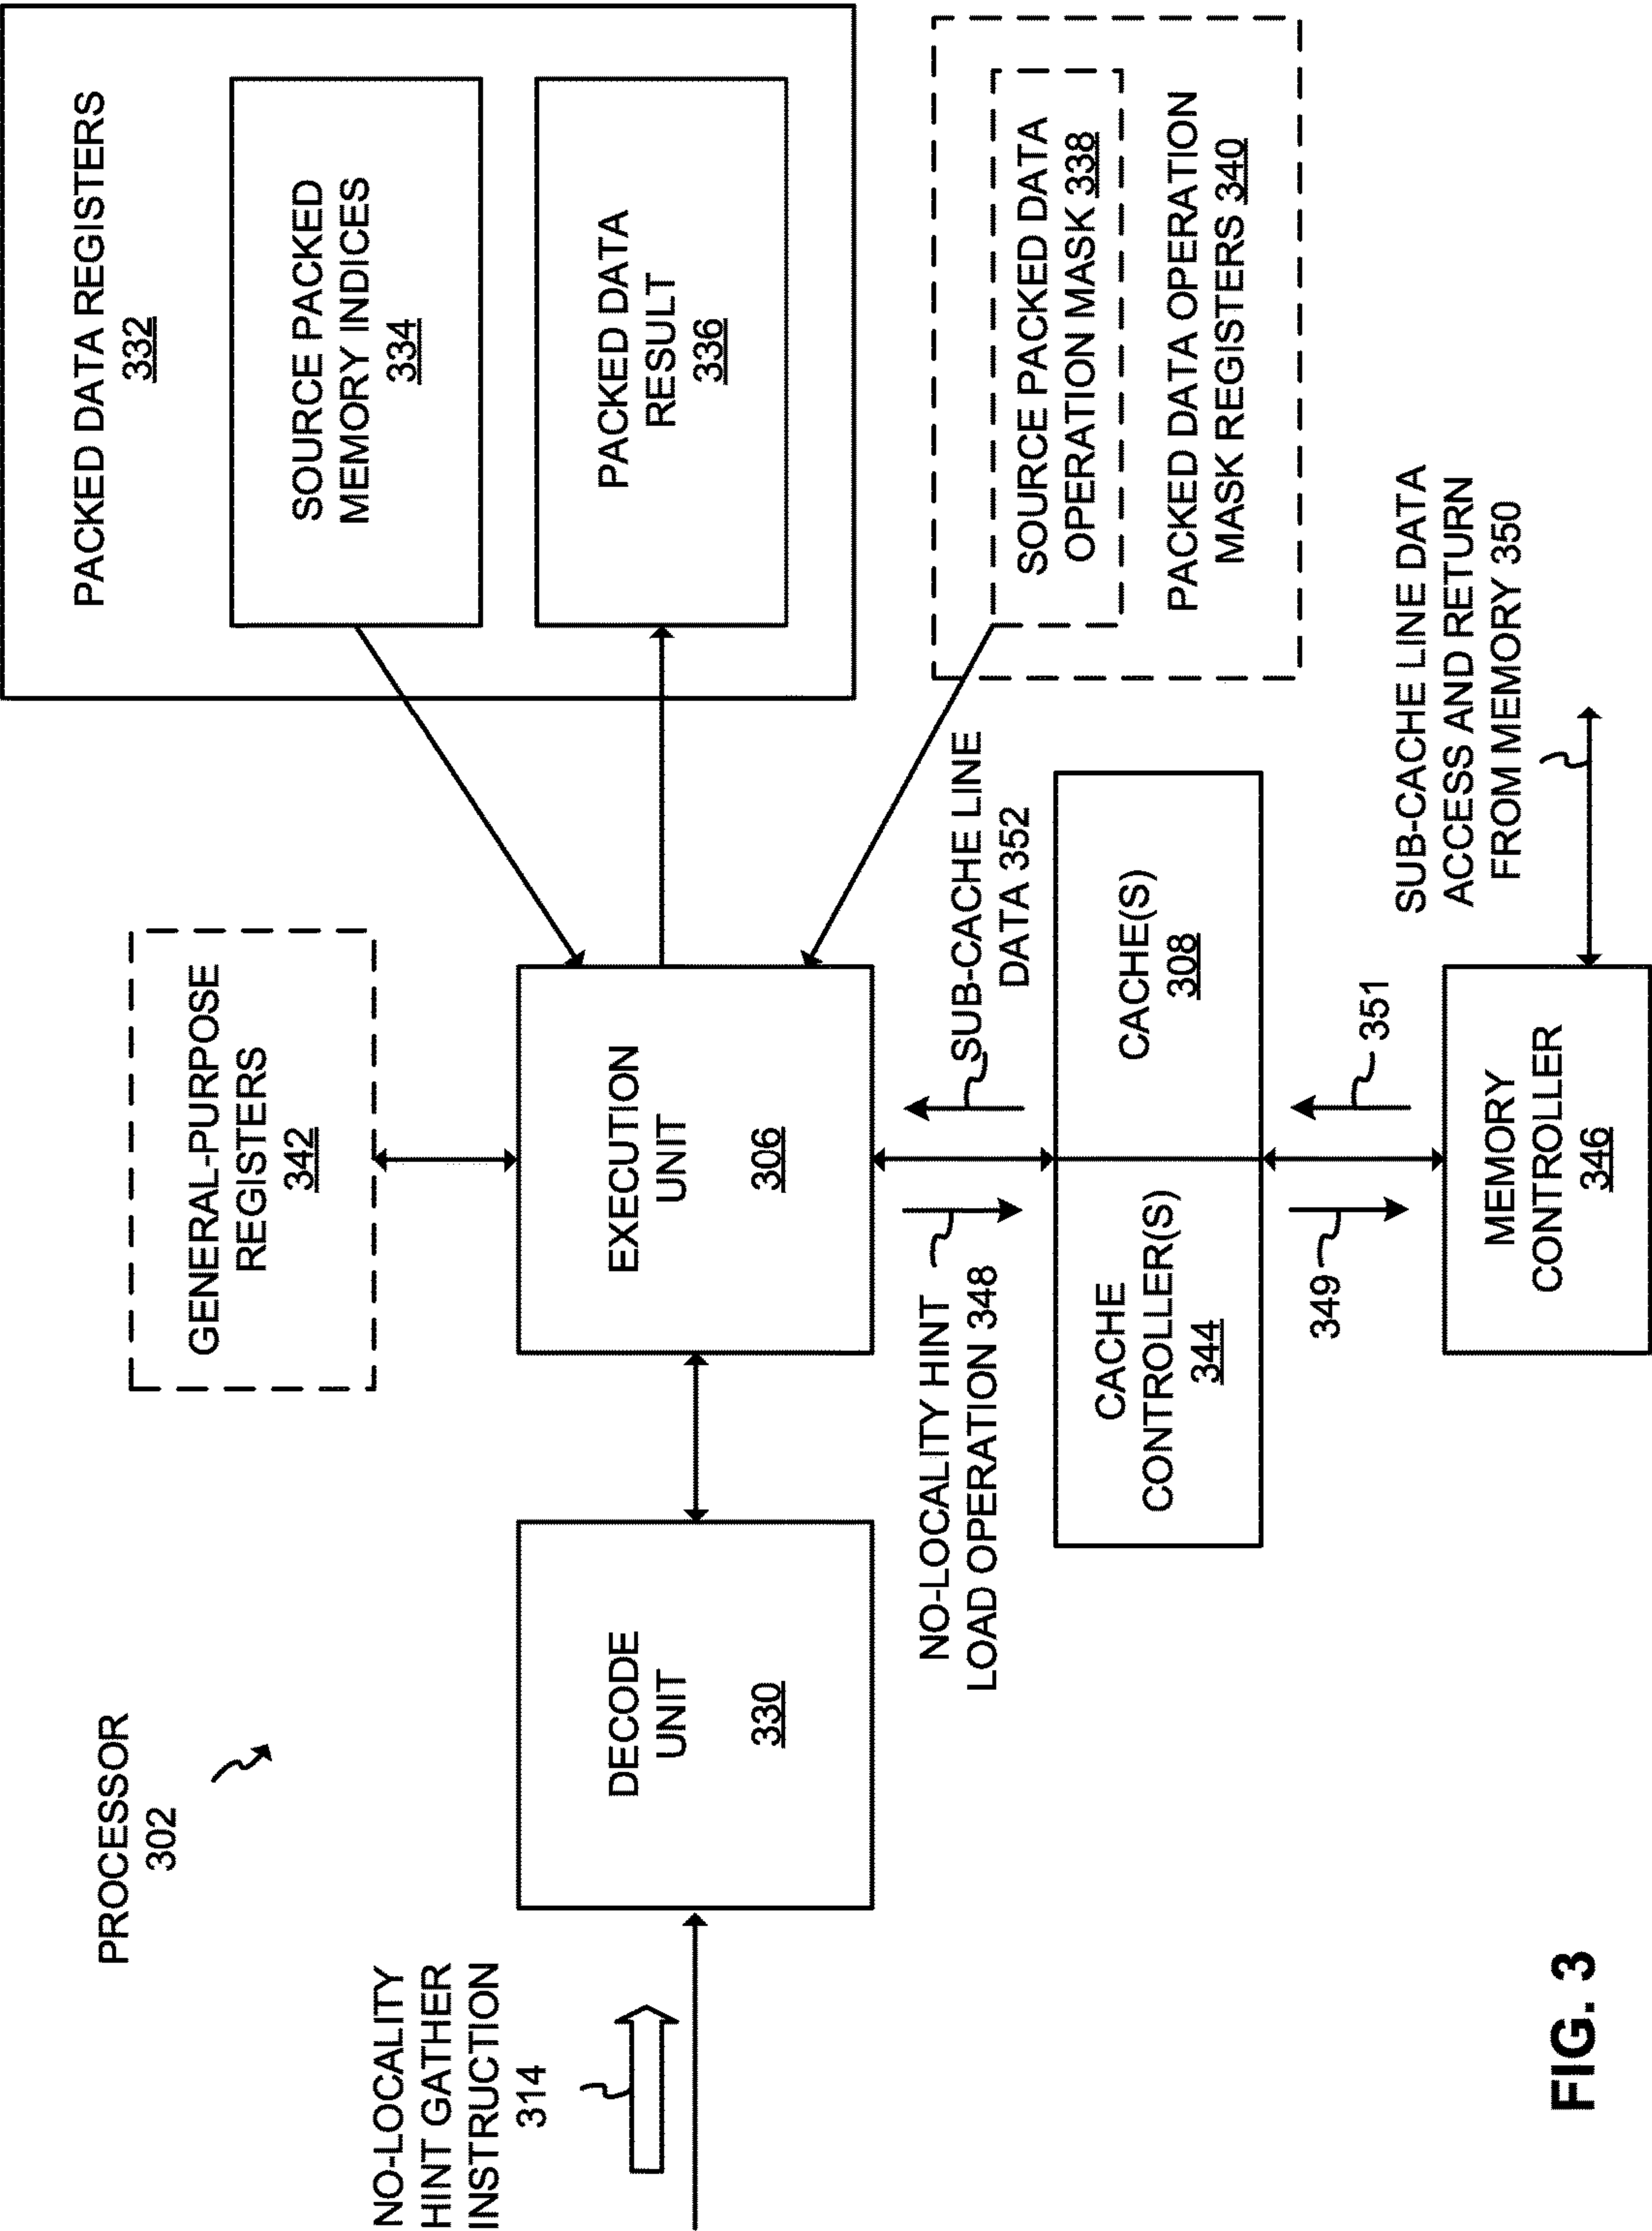 PROCESSOR
302
NO-LOCALITY
HINT GATHER
INSTRUCTION
314
DECODE
UNIT
330
GENERAL-PURPOSE
REGISTERS
342
EXECUTION
UNIT
306
PACKED DATA REGISTERS
332
SOURCE PACKED
MEMORY INDICES
334
PACKED DATA
RESULT
336
SOURCE PACKED DATA
OPERATION MASK 338
PACKED DATA OPERATION
MASK REGISTERS 340
NO-LOCALITY HINT
LOAD OPERATION 348
SUB-CACHE LINE
DATA 352
CACHE
CONTROLLER(S)
344
CACHE(S)
308
349
351
MEMORY
CONTROLLER
346
SUB-CACHE LINE DATA
ACCESS AND RETURN
FROM MEMORY 350
FIG. 3